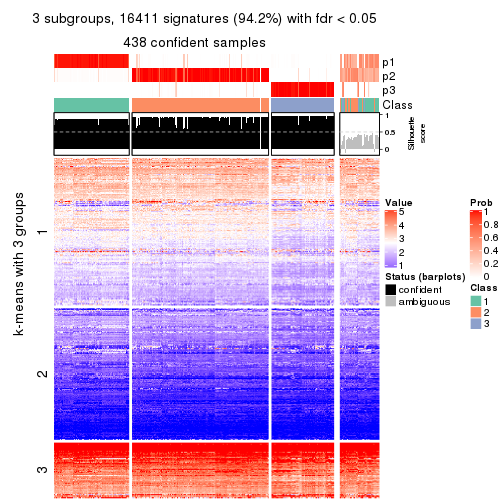 3 subgroups, 16411 signatures (94.2%) with fdr < 0.05
438 confident samples
p1
p2
p3
Class
1
0.5
0
Silhouette
score
k-means with 3 groups
1
2
3
Value
5
4
3
2
1
Status (barplots)
confident
ambiguous
Prob
1
0.8
0.6
0.4
0.2
0
Class
1
2
3